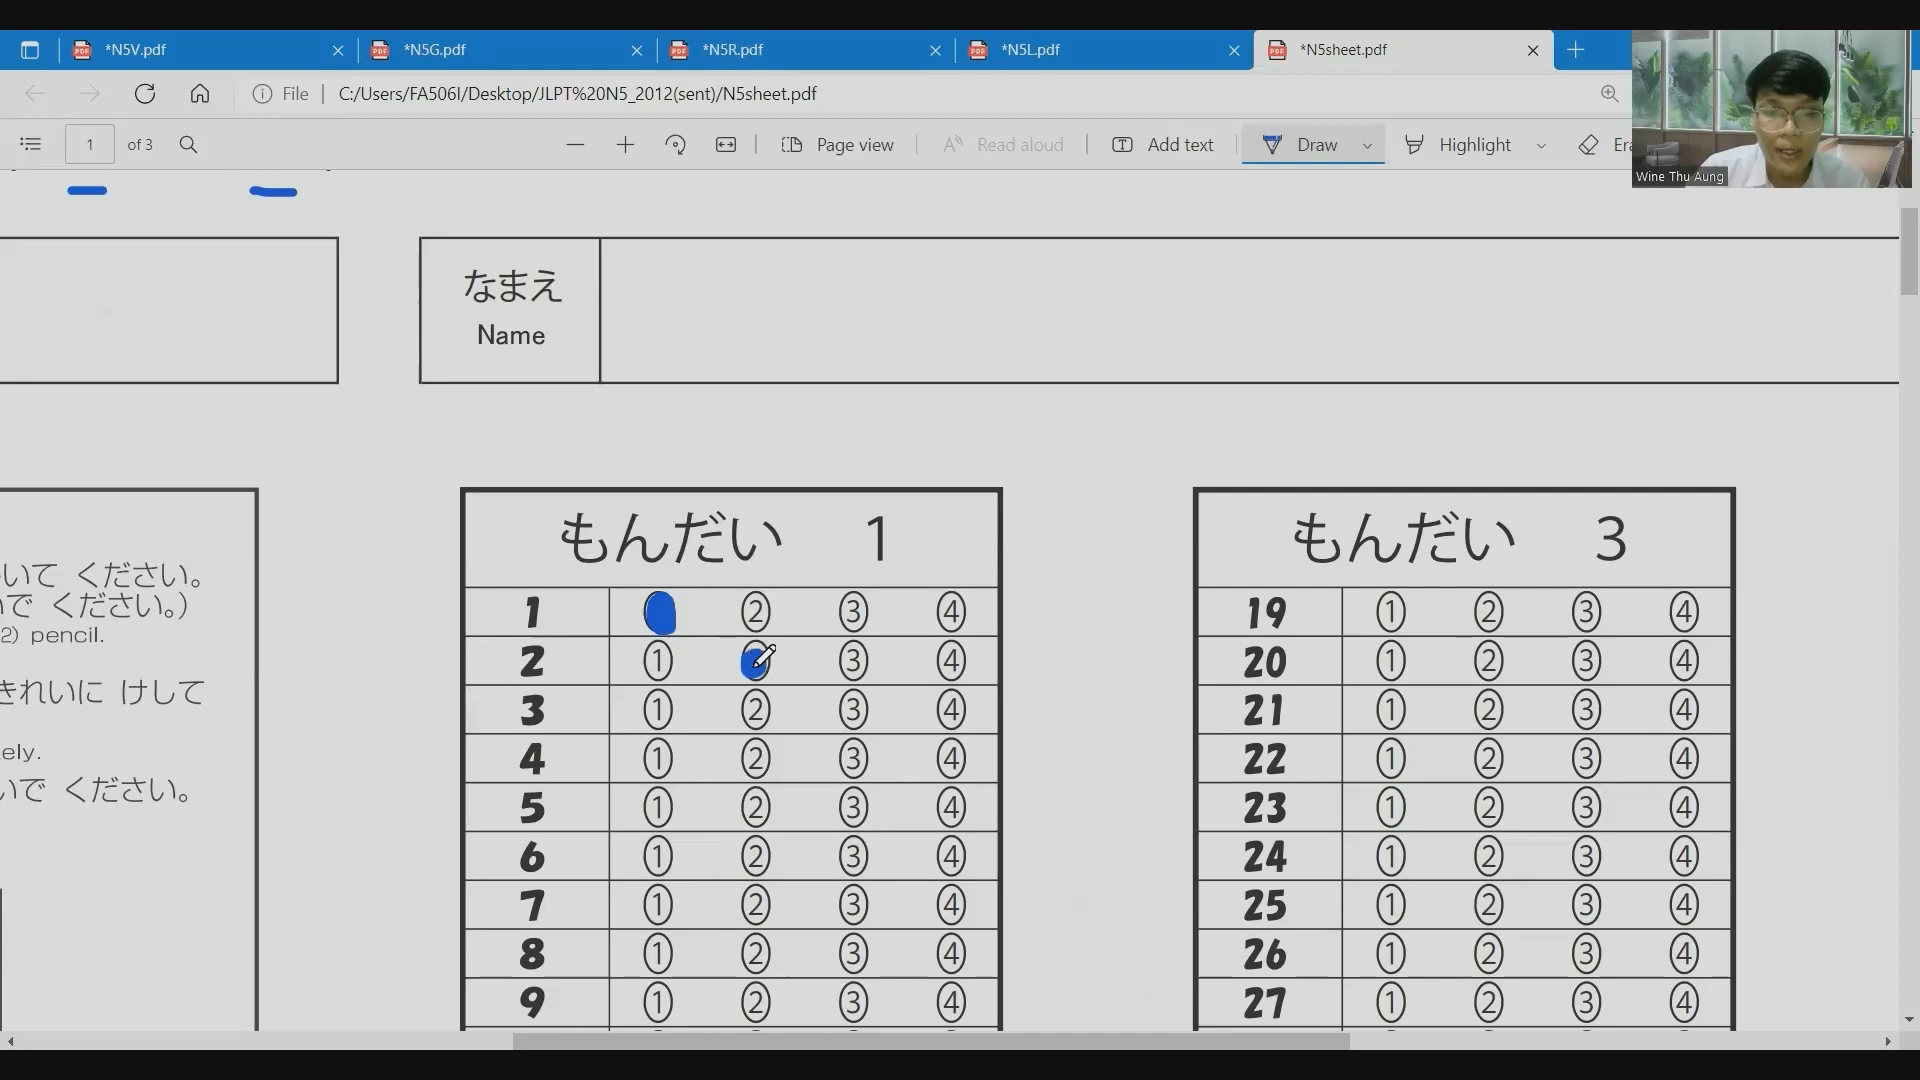 *N5V.pdf
*N5G.pdf
*N5R.pdf
*N5L.pdf
*N5sheet.pdf
File
C:/Users/FA506I/Desktop/JLPT%20N5_2012(sent)/N5sheet.pdf
1 of 3
Page view
Read aloud
Add text
Draw
Highlight
Wine Thu Aung
なまえ
Name
いて ください。
で ください。)
2) pencil.
きれいに けして
ely.
いで ください。
もんだい 1
1 ② ③ ④
2 ① ③ ④
3 ① ② ③ ④
4 ① ② ③ ④
5 ① ② ③ ④
6 ① ② ③ ④
7 ① ② ③ ④
8 ① ② ③ ④
9 ① ② ③ ④
もんだい 3
19 ① ② ③ ④
20 ① ② ③ ④
21 ① ② ③ ④
22 ① ② ③ ④
23 ① ② ③ ④
24 ① ② ③ ④
25 ① ② ③ ④
26 ① ② ③ ④
27 ① ② ③ ④